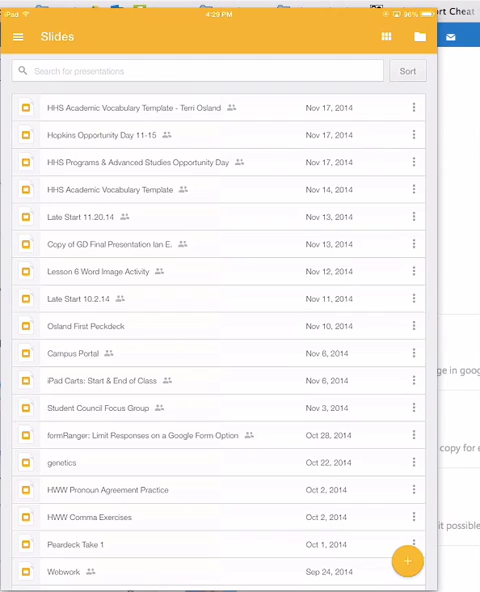 iPad 4:29 PM 96%
ort Cheat
Slides
Search for presentations Sort
HHS Academic Vocabulary Template - Terri Osland Nov 17, 2014
Hopkins Opportunity Day 11-15 Nov 17, 2014
HHS Programs & Advanced Studies Opportunity Day Nov 17, 2014
HHS Academic Vocabulary Template Nov 14, 2014
Late Start 11.20.14 Nov 13, 2014
Copy of GD Final Presentation Ian E. Nov 13, 2014
Lesson 6 Word Image Activity Nov 12, 2014
Late Start 10.2.14 Nov 11, 2014
Osland First Peckdeck Nov 10, 2014
Campus Portal Nov 6, 2014
ge in goog
iPad Carts: Start & End of Class Nov 6, 2014
Student Council Focus Group Nov 3, 2014
formRanger: Limit Responses on a Google Form Option Oct 28, 2014
copy for e
genetics Oct 22, 2014
HWW Pronoun Agreement Practice Oct 2, 2014
HWW Comma Exercises Oct 2, 2014
it possible
Peardeck Take 1 Oct 1, 2014
Webwork Sep 24, 2014